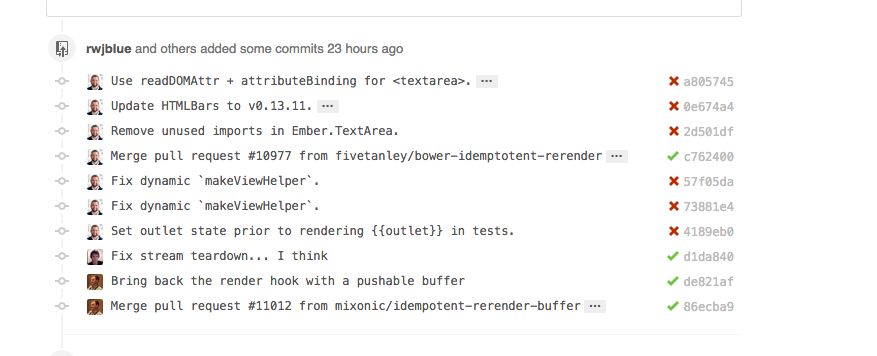 rwjblue and others added some commits 23 hours ago
Use readDOMAttr + attributeBinding for <textarea>. ... a805745
Update HTMLBars to v0.13.11. ... 0e674a4
Remove unused imports in Ember.TextArea. 2d501df
Merge pull request #10977 from fivetanley/bower-idemptotent-rerender ... c762400
Fix dynamic `makeViewHelper`. 57f05da
Fix dynamic `makeViewHelper`. 73881e4
Set outlet state prior to rendering {{outlet}} in tests. 4189eb0
Fix stream teardown... I think d1da840
Bring back the render hook with a pushable buffer de821af
Merge pull request #11012 from mixonic/idempotent-rerender-buffer ... 86ecba9